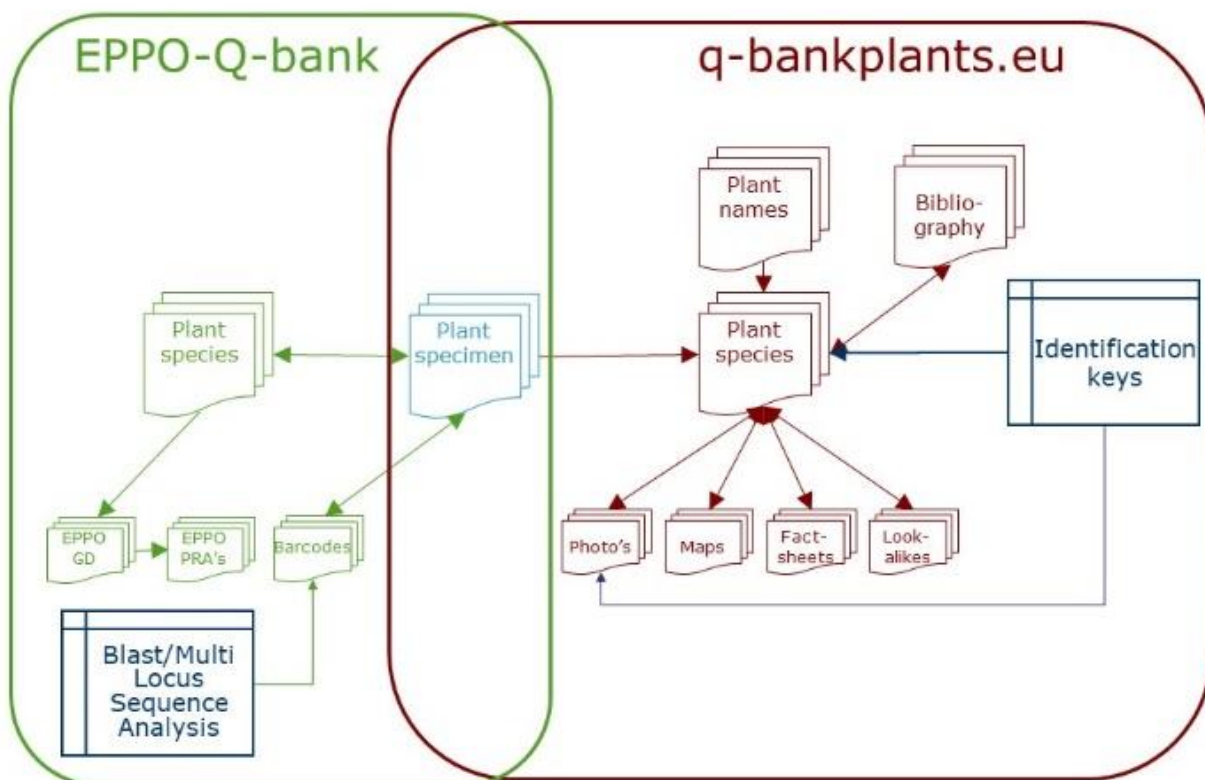 EPPO-Q-bank
q-bankplants.eu
Plant
names
Biblio-
graphy
Plant
species
Plant
specimen
Plant
species
Identification
keys
EPPO
GD
EPPO
PRA's
Barcodes
Photo's
Maps
Fact-
sheets
Look-
alikes
Blast/Multi
Locus
Sequence
Analysis